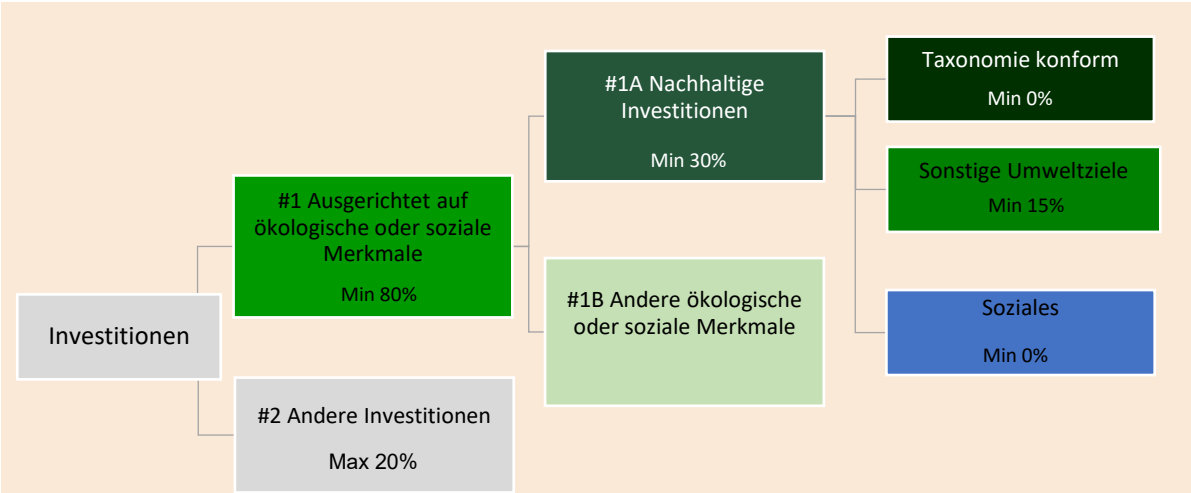 Investitionen
#1 Ausgerichtet auf
ökologische oder soziale
Merkmale
Min 80%
#2 Andere Investitionen
Max 20%
#1A Nachhaltige
Investitionen
Min 30%
#1B Andere ökologische
oder soziale Merkmale
Taxonomie konform
Min 0%
Sonstige Umweltziele
Min 15%
Soziales
Min 0%